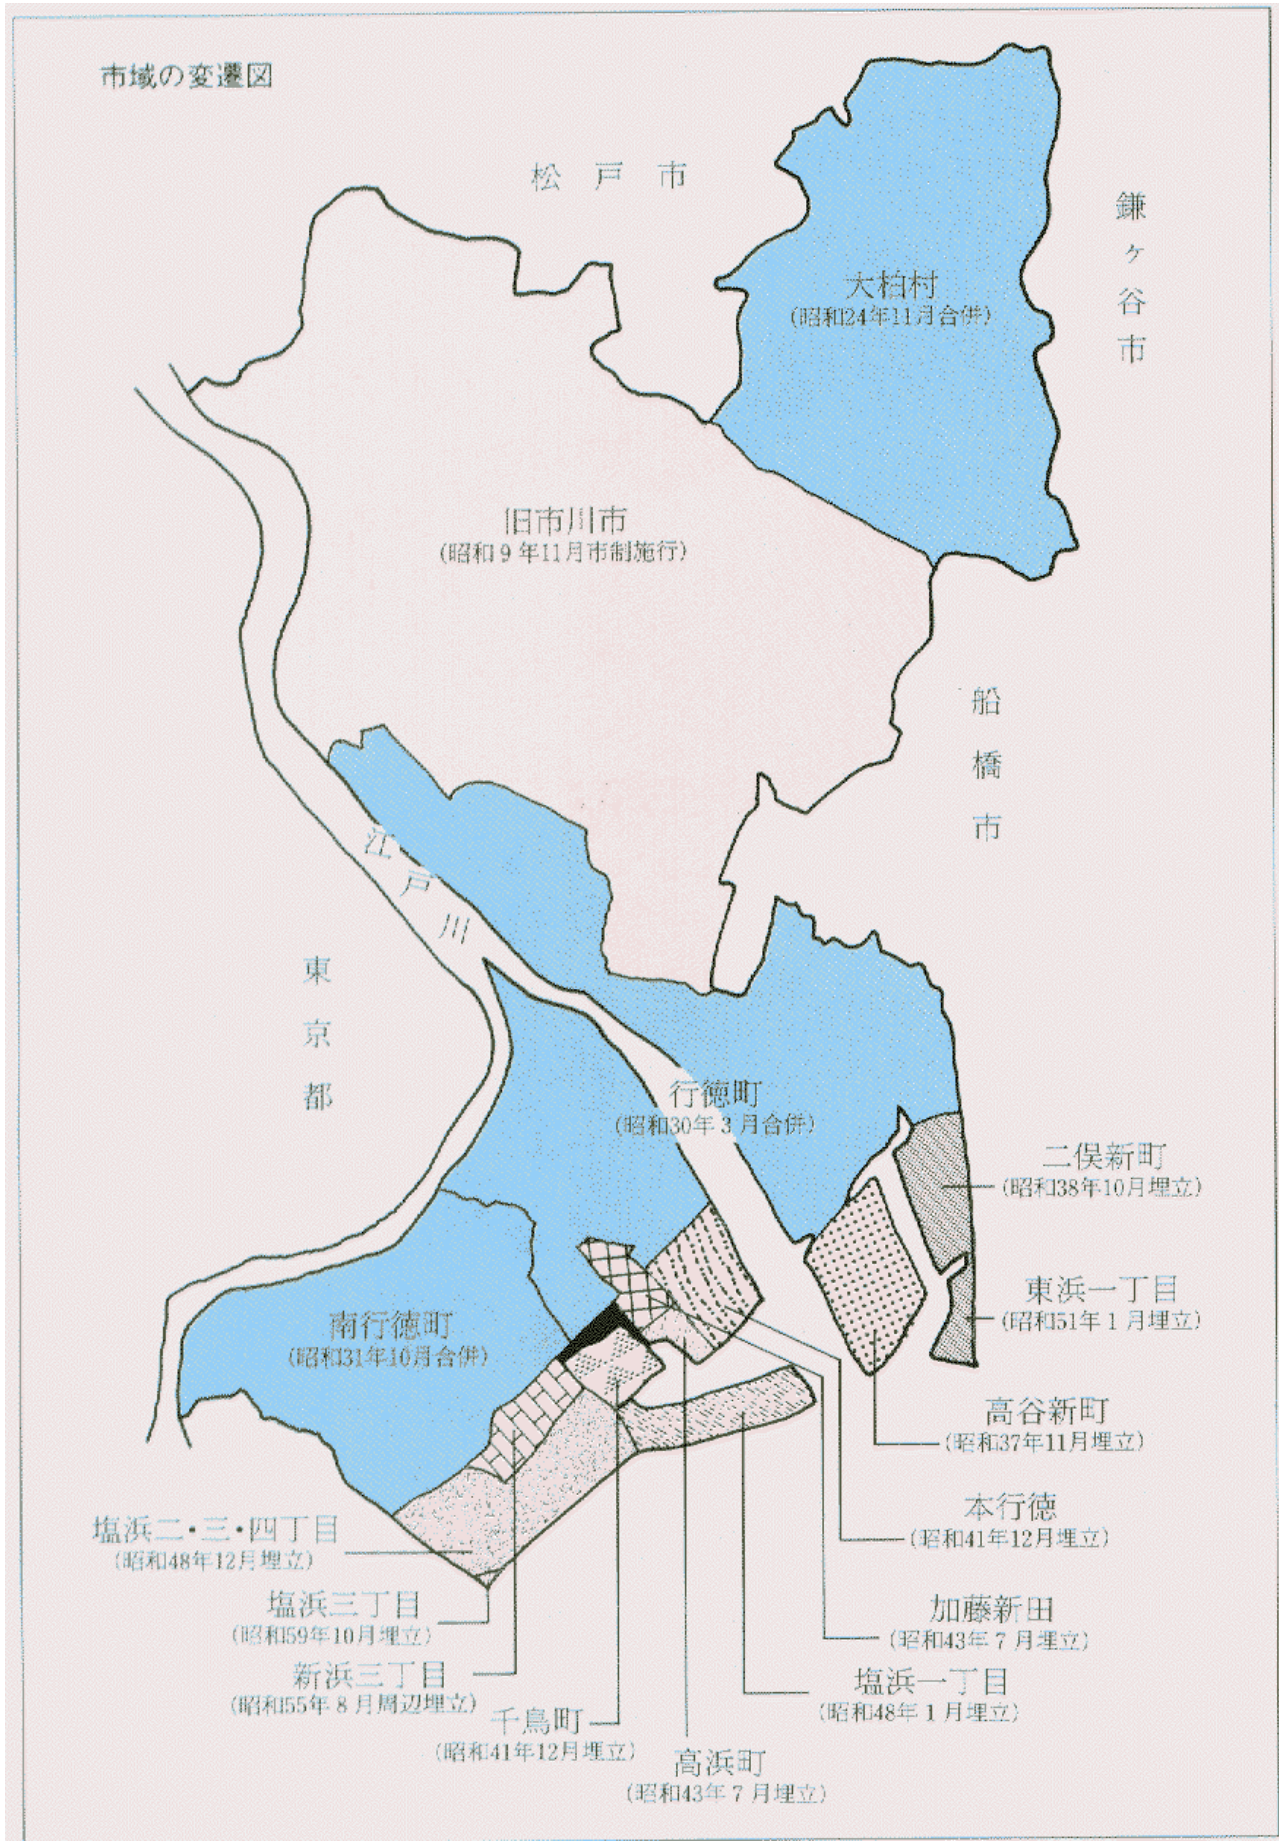 市域の変遷図
松戸市
鎌ヶ谷市
大柏村
(昭和24年11月合併)
旧市川市
(昭和9年11月市制施行)
船橋市
江戸川
東京都
行徳町
(昭和30年3月合併)
二俣新町
(昭和38年10月埋立)
東浜一丁目
(昭和51年1月埋立)
南行徳町
(昭和31年10月合併)
高谷新町
(昭和37年11月埋立)
本行徳
(昭和41年12月埋立)
塩浜二・三・四丁目
(昭和48年12月埋立)
加藤新田
(昭和43年7月埋立)
塩浜三丁目
(昭和59年10月埋立)
新浜三丁目
(昭和55年8月周辺埋立)
塩浜一丁目
(昭和48年1月埋立)
千鳥町
(昭和41年12月埋立)
高浜町
(昭和43年7月埋立)